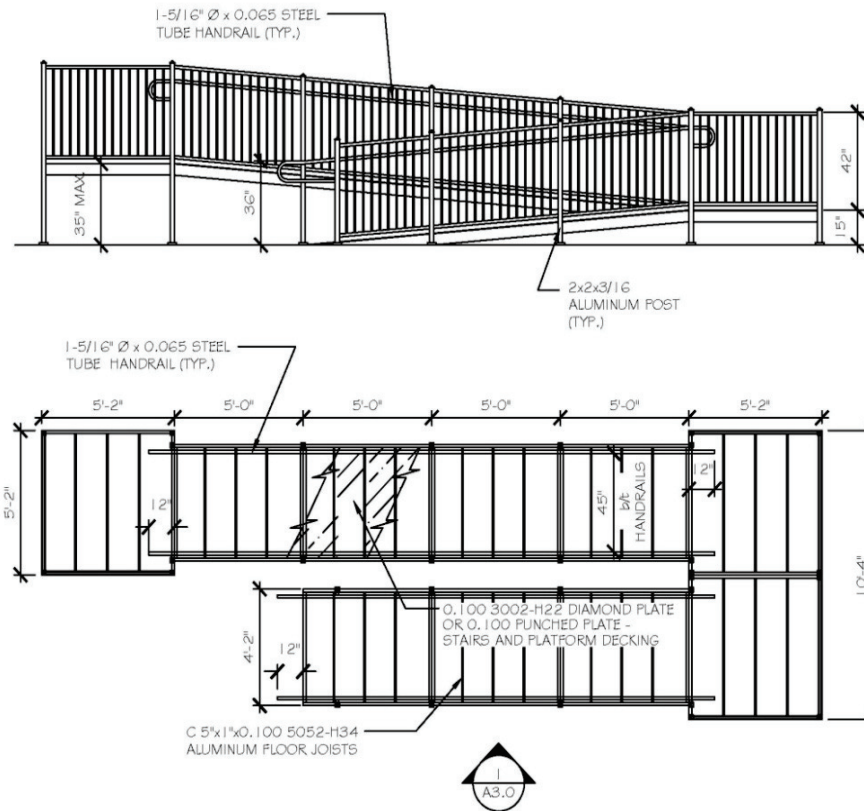 1-5/16" Ø x 0.065 STEEL
TUBE HANDRAIL (TYP.)
35" MAX.
36"
42"
15"
2x2x3/16
ALUMINUM POST
(TYP.)
1-5/16" Ø x 0.065 STEEL
TUBE HANDRAIL (TYP.)
5'-2"
5'-0"
5'-0"
5'-0"
5'-0"
5'-2"
5'-2"
12"
45"
b/t
HANDRAILS
12"
10'-4"
0.100 3002-H22 DIAMOND PLATE
OR 0.100 PUNCHED PLATE -
STAIRS AND PLATFORM DECKING
4'-2"
12"
C 5"x1"x0.100 5052-H34
ALUMINUM FLOOR JOISTS
1
A3.0